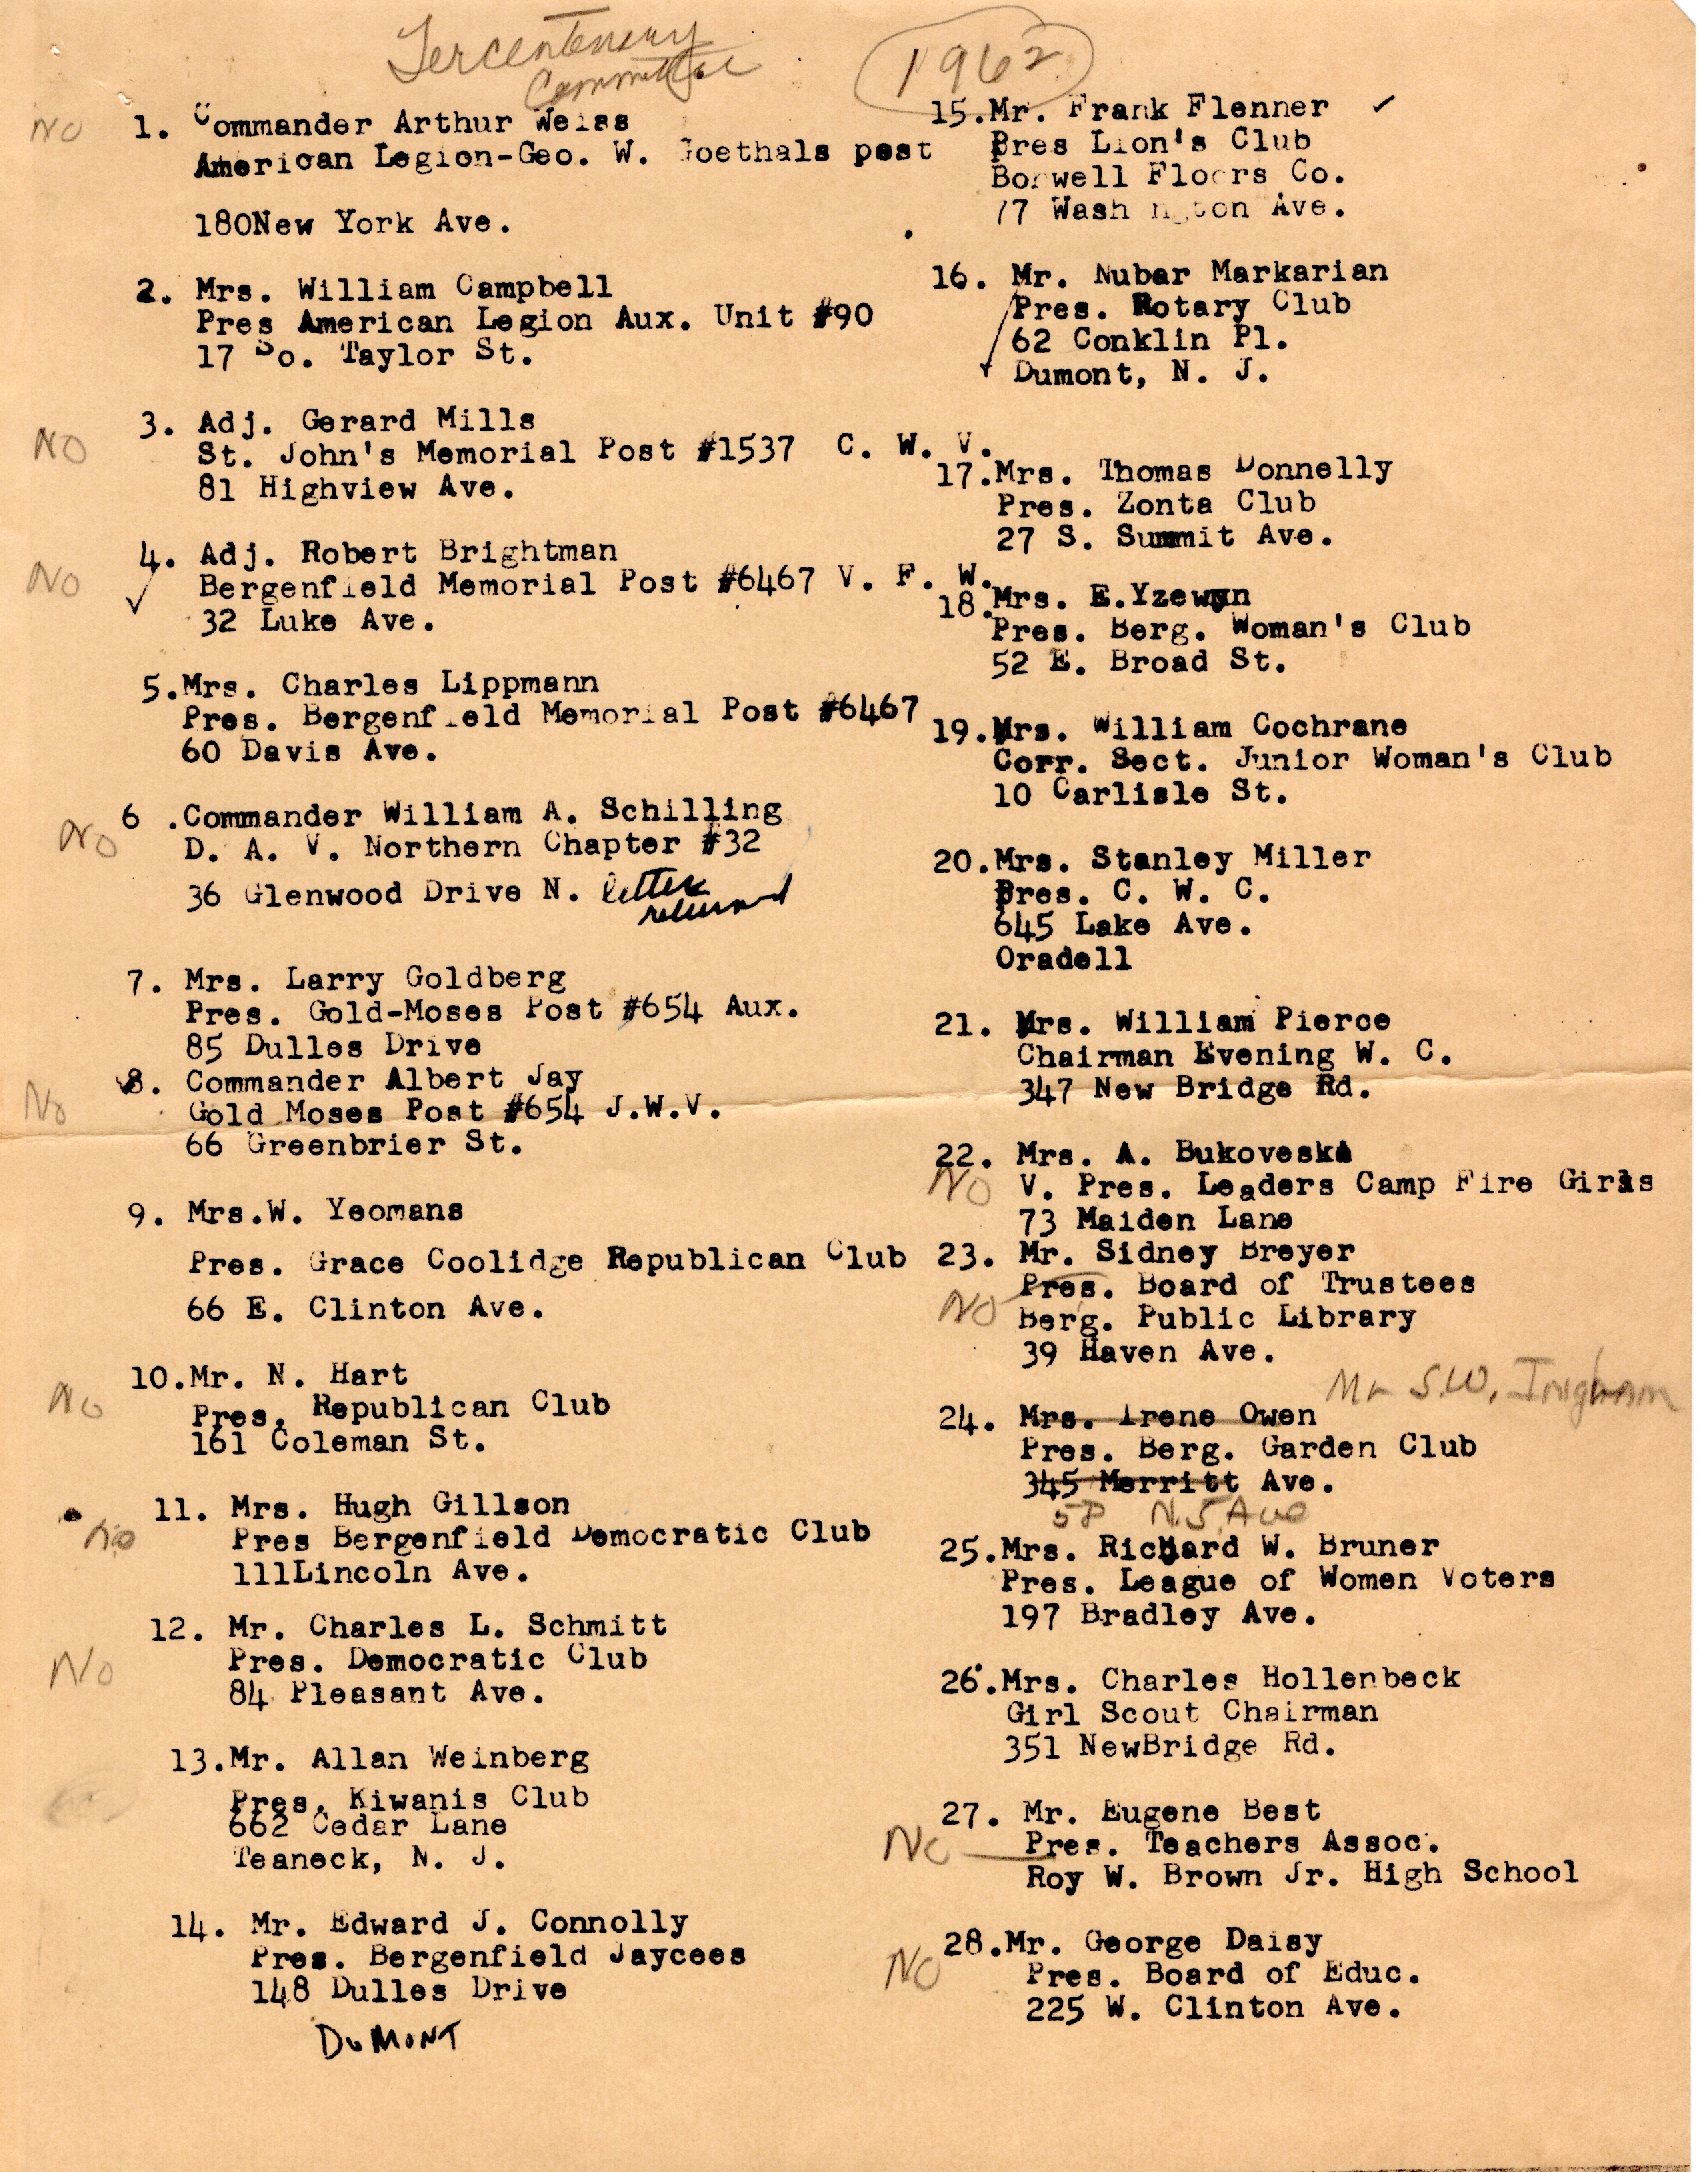 Tercentenary
Committee
1962
NO 1. Commander Arthur Weiss
American Legion-Geo. W. Goethals post
180New York Ave.
2. Mrs. William Campbell
Pres American Legion Aux. Unit #90
17 So. Taylor St.
NO 3. Adj. Gerard Mills
St. John's Memorial Post #1537 C. W. V.
81 Highview Ave.
NO 4. Adj. Robert Brightman
✓ Bergenfield Memorial Post #6467 V. F. W.
32 Luke Ave.
5.Mrs. Charles Lippmann
Pres. Bergenfield Memorial Post #6467
60 Davis Ave.
NO 6 .Commander William A. Schilling
D. A. V. Northern Chapter #32
36 Glenwood Drive N. letter
returned
7. Mrs. Larry Goldberg
Pres. Gold-Moses Post #654 Aux.
85 Dulles Drive
No ✓8. Commander Albert Jay
Gold Moses Post #654 J.W.V.
66 Greenbrier St.
9. Mrs.W. Yeomans
Pres. Grace Coolidge Republican Club
66 E. Clinton Ave.
No 10.Mr. N. Hart
Pres. Republican Club
161 Coleman St.
no 11. Mrs. Hugh Gillson
Pres Bergenfield Democratic Club
111Lincoln Ave.
No 12. Mr. Charles L. Schmitt
Pres. Democratic Club
84 Pleasant Ave.
13.Mr. Allan Weinberg
Pres. Kiwanis Club
662 Cedar Lane
Teaneck, N. J.
14. Mr. Edward J. Connolly
Pres. Bergenfield Jaycees
148 Dulles Drive
DuMONT
15.Mr. Frank Flenner ✓
Pres Lion's Club
Floors Co.
77 Washington Ave.
16. Mr. Nubar Markarian
✓ Pres. Rotary Club
62 Conklin Pl.
Dumont, N. J.
17.Mrs. Thomas Donnelly
Pres. Zonta Club
27 S. Summit Ave.
18.Mrs. E.Yzewyn
Pres. Berg. Woman's Club
52 E. Broad St.
19.Mrs. William Cochrane
Corr. Sect. Junior Woman's Club
10 Carlisle St.
20.Mrs. Stanley Miller
Pres. C. W. C.
645 Lake Ave.
Oradell
21. Mrs. William Pierce
Chairman Evening W. C.
347 New Bridge Rd.
22. Mrs. A. Bukoveski
NO V. Pres. Leaders Camp Fire Girls
73 Maiden Lane
23. Mr. Sidney Breyer
Pres. Board of Trustees
NO Berg. Public Library
39 Haven Ave.
Mr S.W. Ingham
24. Mrs. Irene Owen
Pres. Berg. Garden Club
345 Merritt Ave.
58 N.J. Ave
25.Mrs. Richard W. Bruner
Pres. League of Women Voters
197 Bradley Ave.
26.Mrs. Charles Hollenbeck
Girl Scout Chairman
351 NewBridge Rd.
27. Mr. Eugene Best
No Pres. Teachers Assoc.
Roy W. Brown Jr. High School
28.Mr. George Daisy
NO Pres. Board of Educ.
225 W. Clinton Ave.